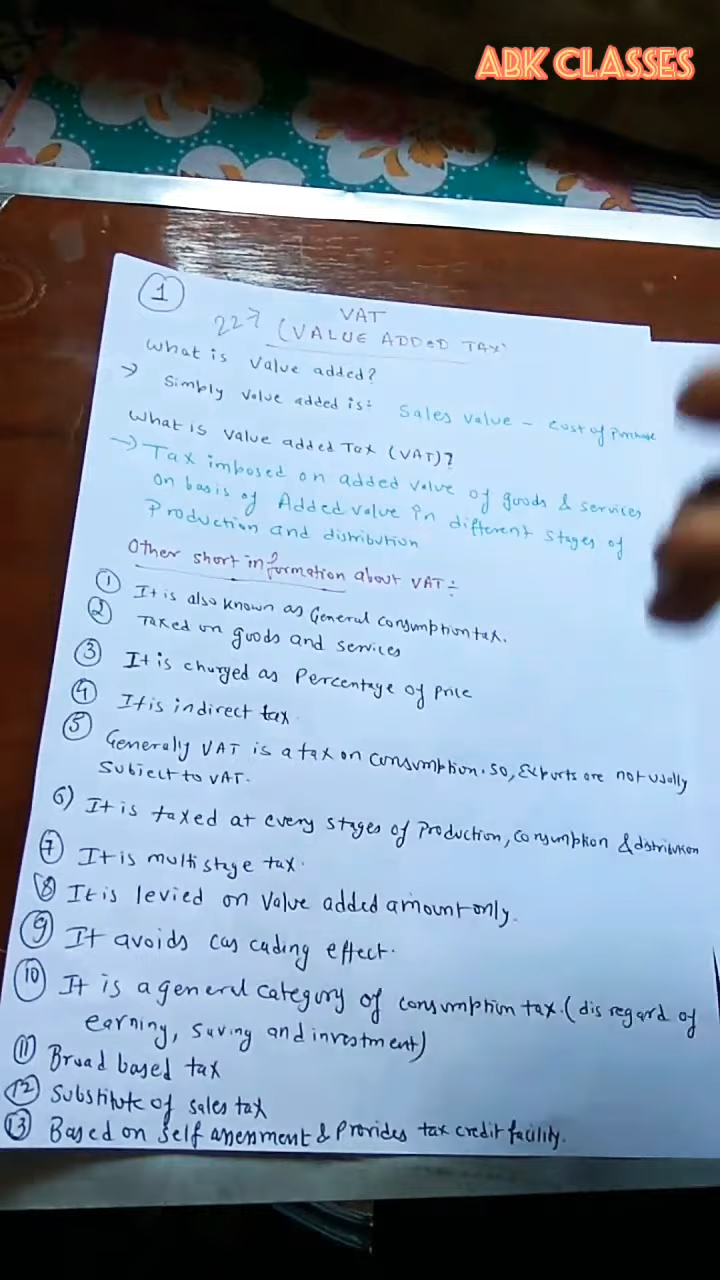 ABK CLASSES
1
VAT
227 (VALUE ADDED TAX)
What is Value added?
→ Simbly value added is: Sales Value - Cost of Purchase
What is value added Tax (VAT)?
→ Tax imbosed on added value of goods & services
on basis of Added value in different stages of
Production and distribution
Other short information about VAT÷
① It is also known as General consumption tax.
② Taxed on goods and services
③ It is charged as Percentage of price
④ It is indirect tax.
⑤ Generally VAT is a tax on consumption. so, Exports are not usually
Subject to VAT.
6) It is taxed at every stages of Production, consumption & distribution
⑦ It is multistage tax.
⑧ It is levied on Value added amount only.
⑨ It avoids cascading effect.
⑩ It is a general category of consumption tax. (dis regard of
earning, saving and investment)
⑪ Broad based tax
⑫ Substitute of sales tax
⑬ Based on Self assessment & Provides tax credit facility.